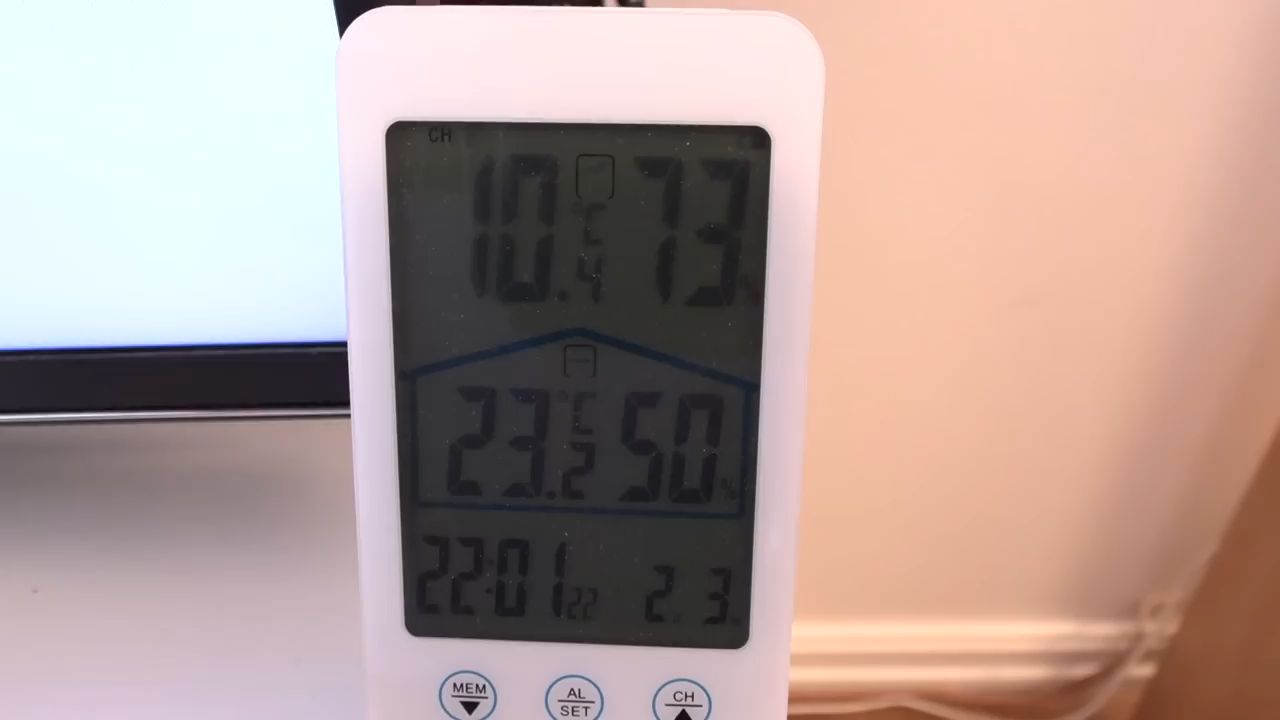 CH
10.4 °C 73 %
23.2 °C 50 %
22:01 22 2 3
MEM AL CH
SET